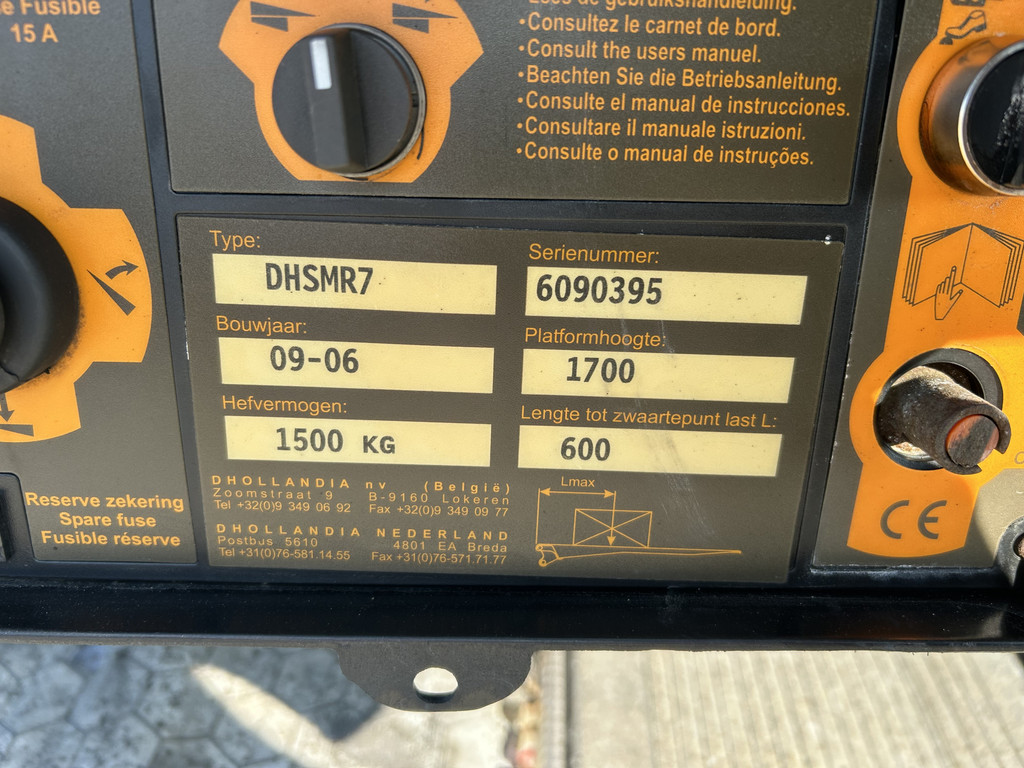 e Fusible
15 A
Lees de gebruikshandleiding.
•Consultez le carnet de bord.
•Consult the users manuel.
•Beachten Sie die Betriebsanleitung.
•Consulte el manual de instrucciones.
•Consultare il manuale istruzioni.
•Consulte o manual de instruções.
Type:
DHSMR7
Serienummer:
6090395
Bouwjaar:
09-06
Platformhoogte:
1700
Hefvermogen:
1500 KG
Lengte tot zwaartepunt last L:
600
DHOLLANDIA nv (België)
Zoomstraat 9 B-9160 Lokeren
Tel +32(0)9 349 06 92 Fax +32(0)9 349 09 77
DHOLLANDIA NEDERLAND
Postbus 5610 4801 EA Breda
Tel +31(0)76-581.14.55 Fax +31(0)76-571.71.77
Lmax
Reserve zekering
Spare fuse
Fusible réserve
CE